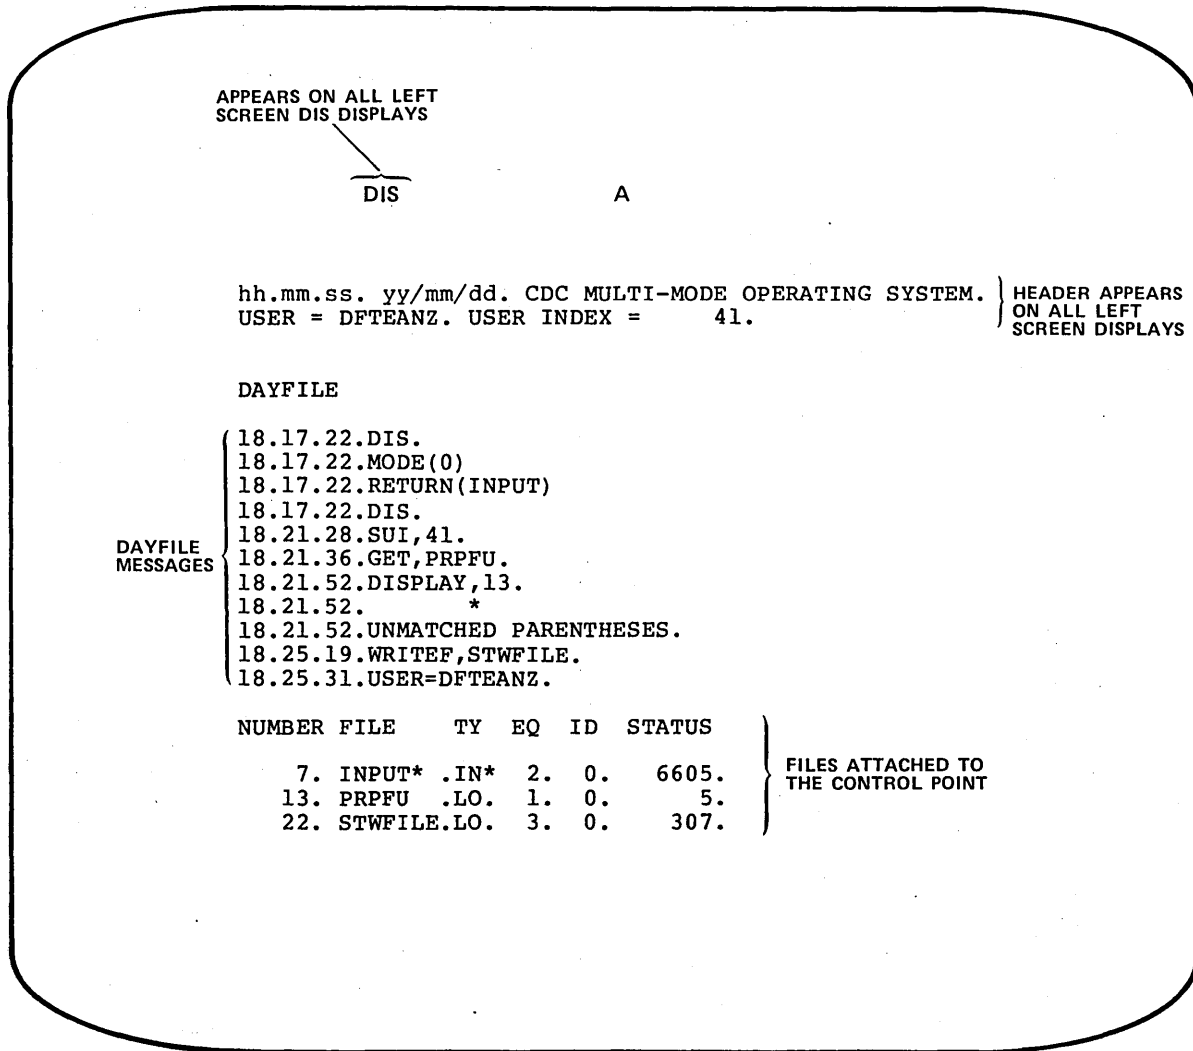 APPEARS ON ALL LEFT
SCREEN DIS DISPLAYS
DIS A
hh.mm.ss. yy/mm/dd. CDC MULTI-MODE OPERATING SYSTEM.
USER = DFTEANZ. USER INDEX = 41.
HEADER APPEARS
ON ALL LEFT
SCREEN DISPLAYS
DAYFILE
DAYFILE
MESSAGES
18.17.22.DIS.
18.17.22.MODE(0)
18.17.22.RETURN(INPUT)
18.17.22.DIS.
18.21.28.SUI,41.
18.21.36.GET,PRPFU.
18.21.52.DISPLAY,13.
18.21.52. *
18.21.52.UNMATCHED PARENTHESES.
18.25.19.WRITEF,STWFILE.
18.25.31.USER=DFTEANZ.
NUMBER FILE TY EQ ID STATUS
7. INPUT* .IN* 2. 0. 6605.
13. PRPFU .LO. 1. 0. 5.
22. STWFILE.LO. 3. 0. 307.
FILES ATTACHED TO
THE CONTROL POINT